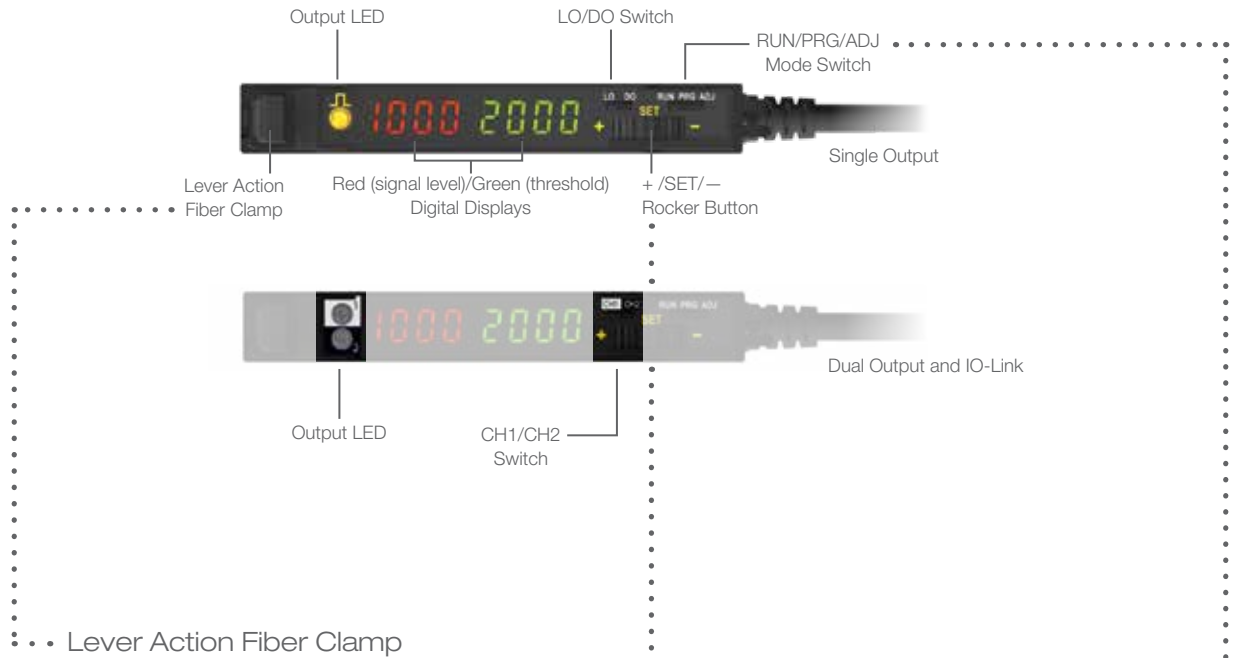 Output LED
LO/DO Switch
RUN/PRG/ADJ
Mode Switch
LO DO RUN PRG ADJ
1000 2000 + SET −
Single Output
Lever Action
Fiber Clamp
Red (signal level)/Green (threshold)
Digital Displays
+ /SET/—
Rocker Button
CH1 CH2 RUN PRG ADJ
1000 2000 + SET −
Dual Output and IO-Link
Output LED
CH1/CH2
Switch
Lever Action Fiber Clamp